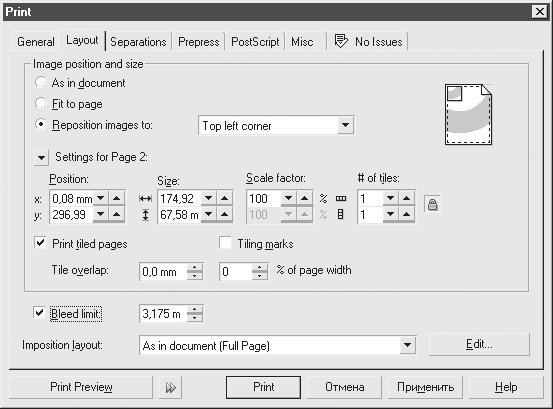 Print
General Layout Separations Prepress PostScript Misc No Issues
Image position and size
As in document
Fit to page
Reposition images to: Top left corner
Settings for Page 2:
Position: Size: Scale factor: # of tiles:
x: 0,08 mm 174,92 100 % 1
y: 296,99 67,58 m 100 % 1
Print tiled pages Tiling marks
Tile overlap: 0,0 mm 0 % of page width
Bleed limit: 3,175 m
Imposition layout: As in document (Full Page) Edit...
Print Preview Print Отмена Применить Help